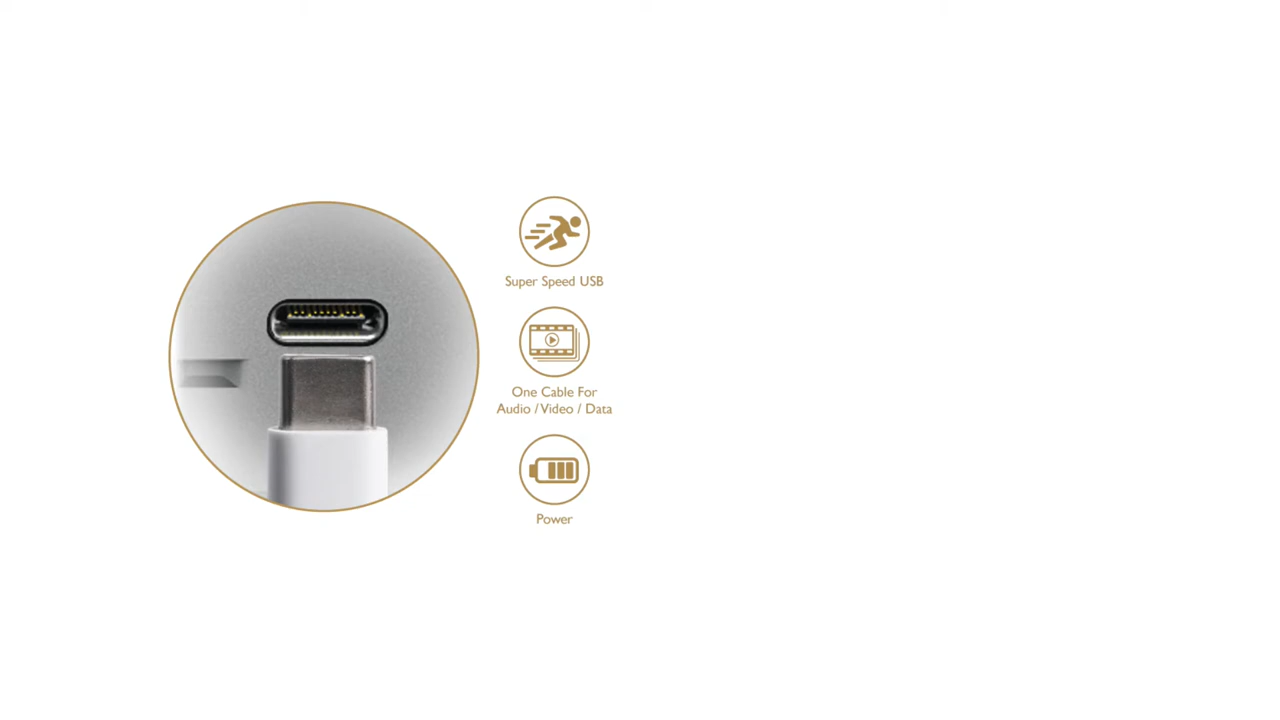 Super Speed USB
One Cable For
Audio / Video / Data
Power